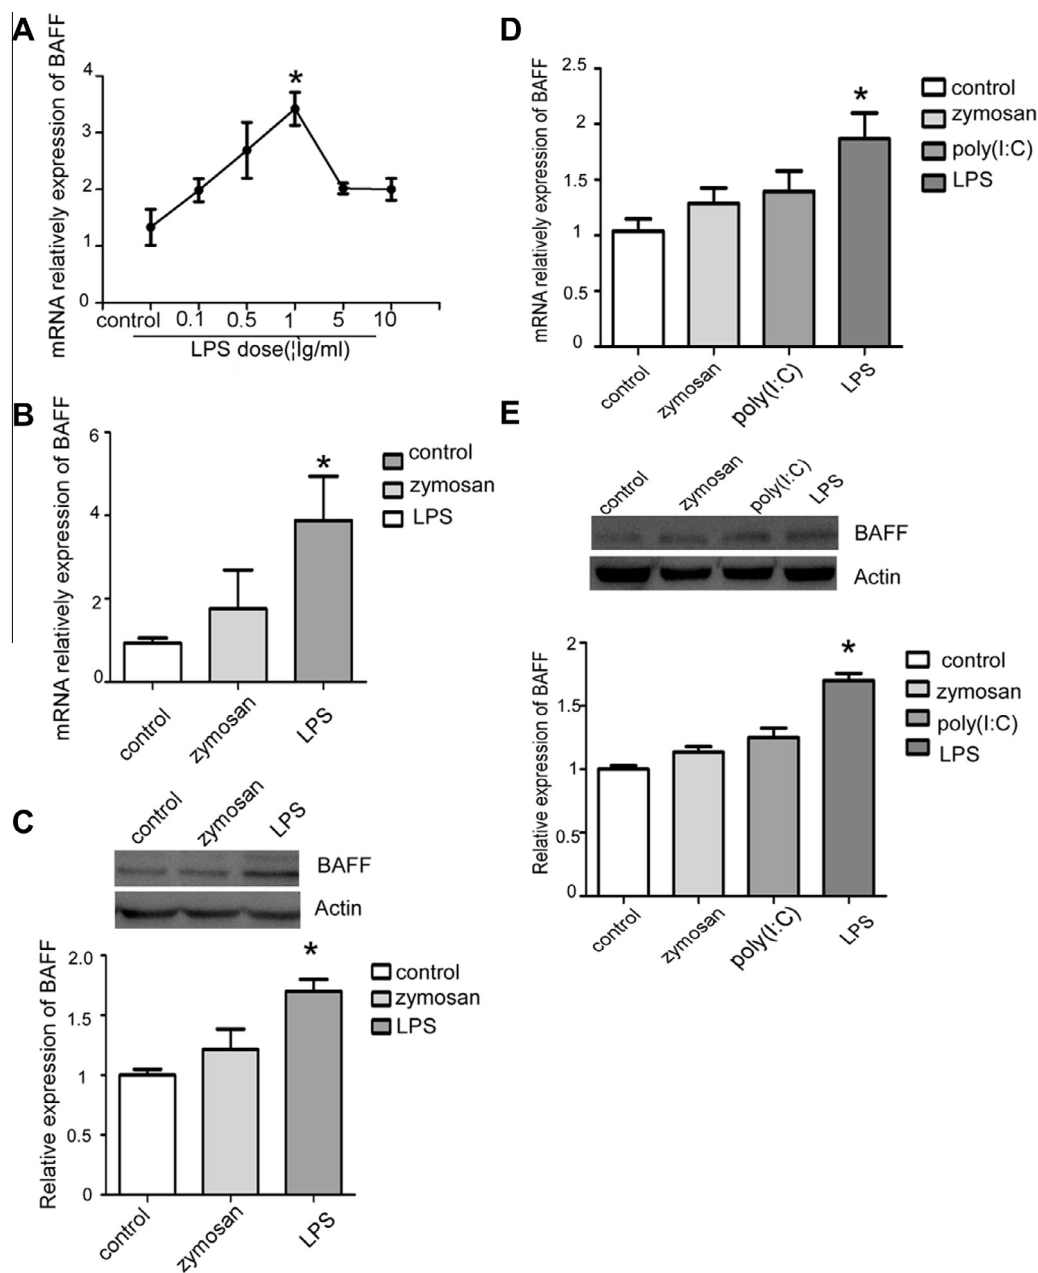 A
mRNA relatively expression of BAFF
4
3
2
1
0
*
control 0.1 0.5 1 5 10
LPS dose(¦Ìg/ml)
B
mRNA relatively expression of BAFF
6
4
2
0
*
control
zymosan
LPS
control
zymosan
LPS
C
control
zymosan
LPS
BAFF
Actin
Relative expression of BAFF
2.0
1.5
1
0.5
0
*
control
zymosan
LPS
control
zymosan
LPS
D
mRNA relatively expression of BAFF
2.5
2
1.5
1
0.5
0
*
control
zymosan
poly(I:C)
LPS
control
zymosan
poly(I:C)
LPS
E
control
zymosan
poly(I:C)
LPS
BAFF
Actin
Relative expression of BAFF
2
1.5
1
0.5
0
*
control
zymosan
poly(I:C)
LPS
control
zymosan
poly(I:C)
LPS